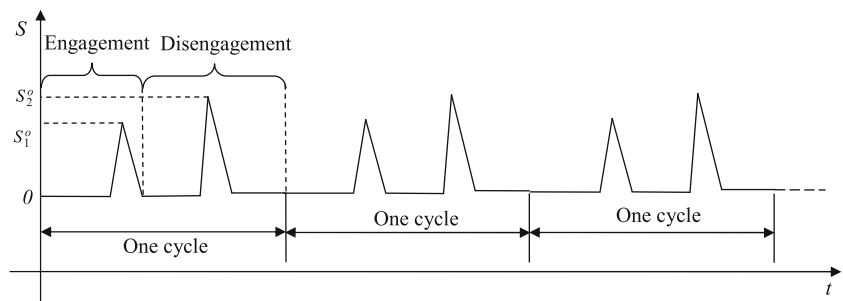 S
Engagement Disengagement
S₂ᵒ
S₁ᵒ
0
One cycle
One cycle
One cycle
t